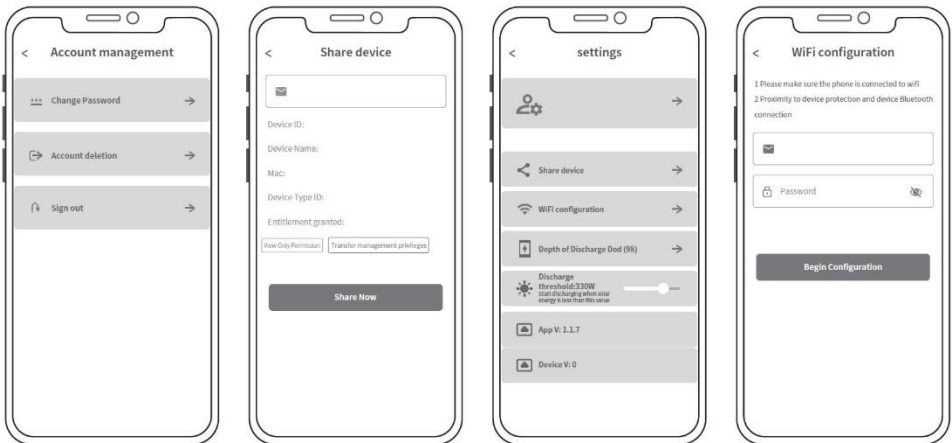 < Account management
Change Password →
Account deletion →
Sign out →
< Share device
Device ID:
Device Name:
Mac:
Device Type ID:
Entitlement granted:
View Only Permission Transfer management privileges
Share Now
< settings
→
Share device →
WiFi configuration →
Depth of Discharge Dod (98) →
Discharge
threshold:330W
Start discharging when solar
energy is less than this value
App V: 1.1.7
Device V: 0
< WiFi configuration
1 Please make sure the phone is connected to wifi
2 Proximity to device protection and device Bluetooth
connection
Password
Begin Configuration